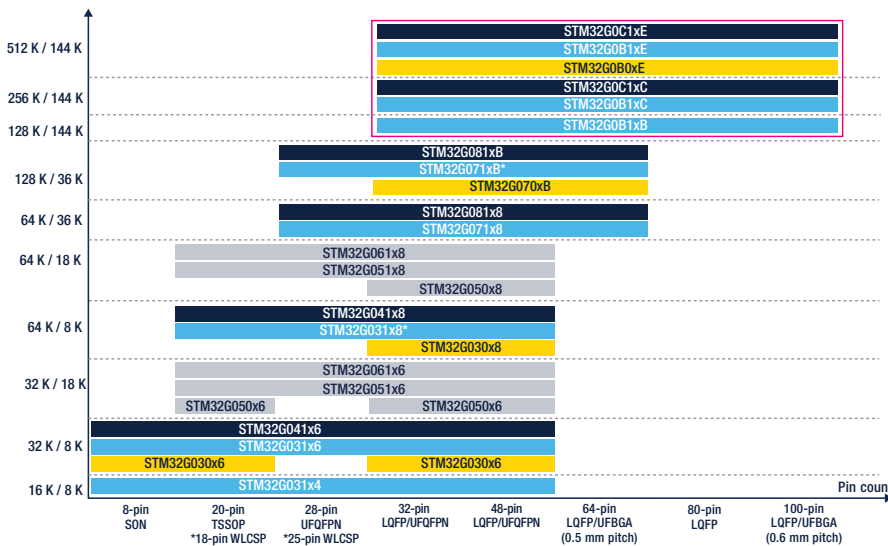 512 K / 144 K
STM32G0C1xE
STM32G0B1xE
STM32G0B0xE
256 K / 144 K
STM32G0C1xC
STM32G0B1xC
128 K / 144 K
STM32G0B1xB
128 K / 36 K
STM32G081xB
STM32G071xB*
STM32G070xB
64 K / 36 K
STM32G081x8
STM32G071x8
64 K / 18 K
STM32G061x8
STM32G051x8
STM32G050x8
64 K / 8 K
STM32G041x8
STM32G031x8*
STM32G030x8
32 K / 18 K
STM32G061x6
STM32G051x6
STM32G050x6 STM32G050x6
32 K / 8 K
STM32G041x6
STM32G031x6
STM32G030x6 STM32G030x6
16 K / 8 K
STM32G031x4
Pin coun
8-pin
SON
20-pin
TSSOP
*18-pin WLCSP
28-pin
UFQFPN
*25-pin WLCSP
32-pin
LQFP/UFQFPN
48-pin
LQFP/UFQFPN
64-pin
LQFP/UFBGA
(0.5 mm pitch)
80-pin
LQFP
100-pin
LQFP/UFBGA
(0.6 mm pitch)